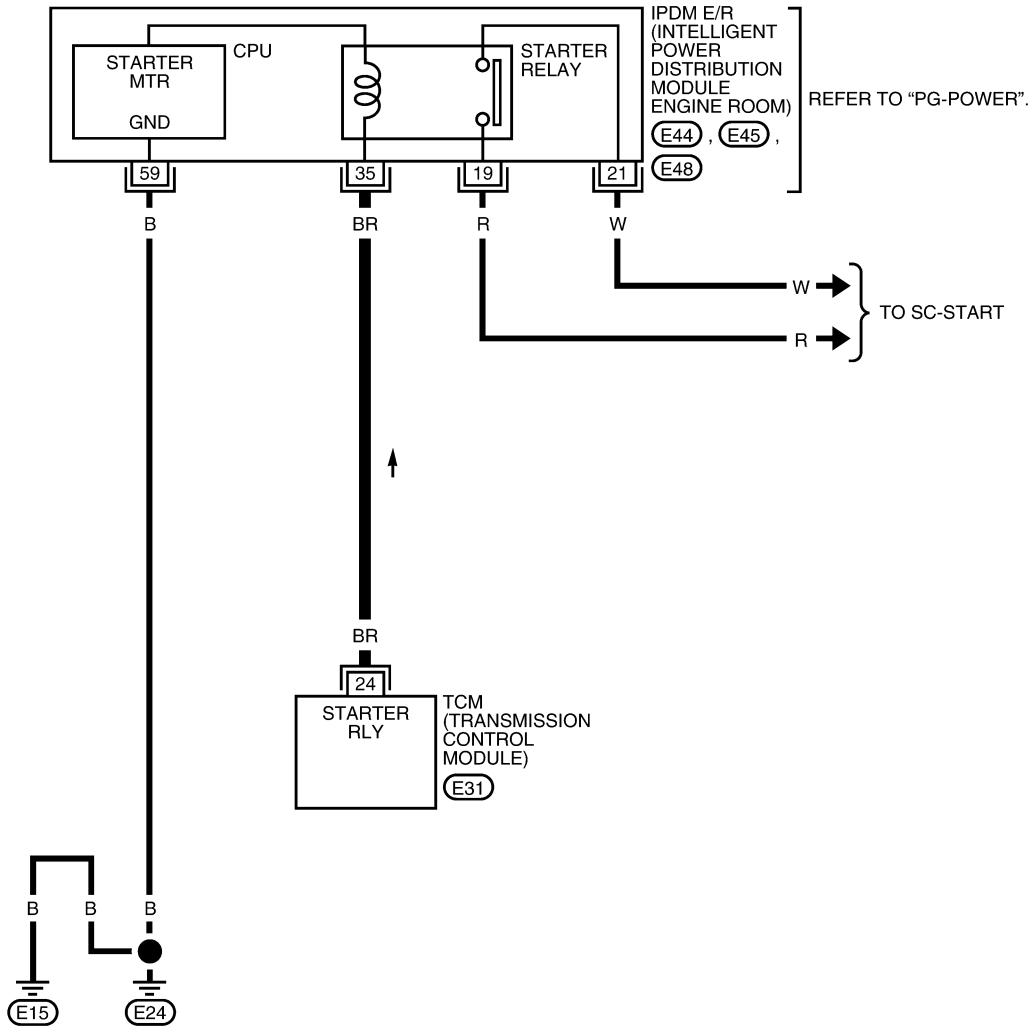 IPDM E/R
(INTELLIGENT
POWER
DISTRIBUTION
MODULE
ENGINE ROOM)
E44 , E45 ,
E48
REFER TO “PG-POWER”.
CPU
STARTER
MTR
GND
STARTER
RELAY
59
35
19
21
B
BR
R
W
W
R
TO SC-START
BR
24
STARTER
RLY
TCM
(TRANSMISSION
CONTROL
MODULE)
E31
B
B
B
E15
E24